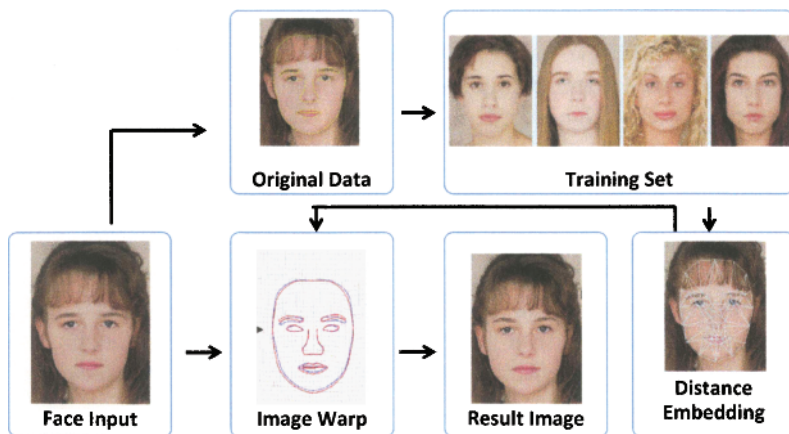 Original Data
Training Set
Face Input
Image Warp
Result Image
Distance
Embedding